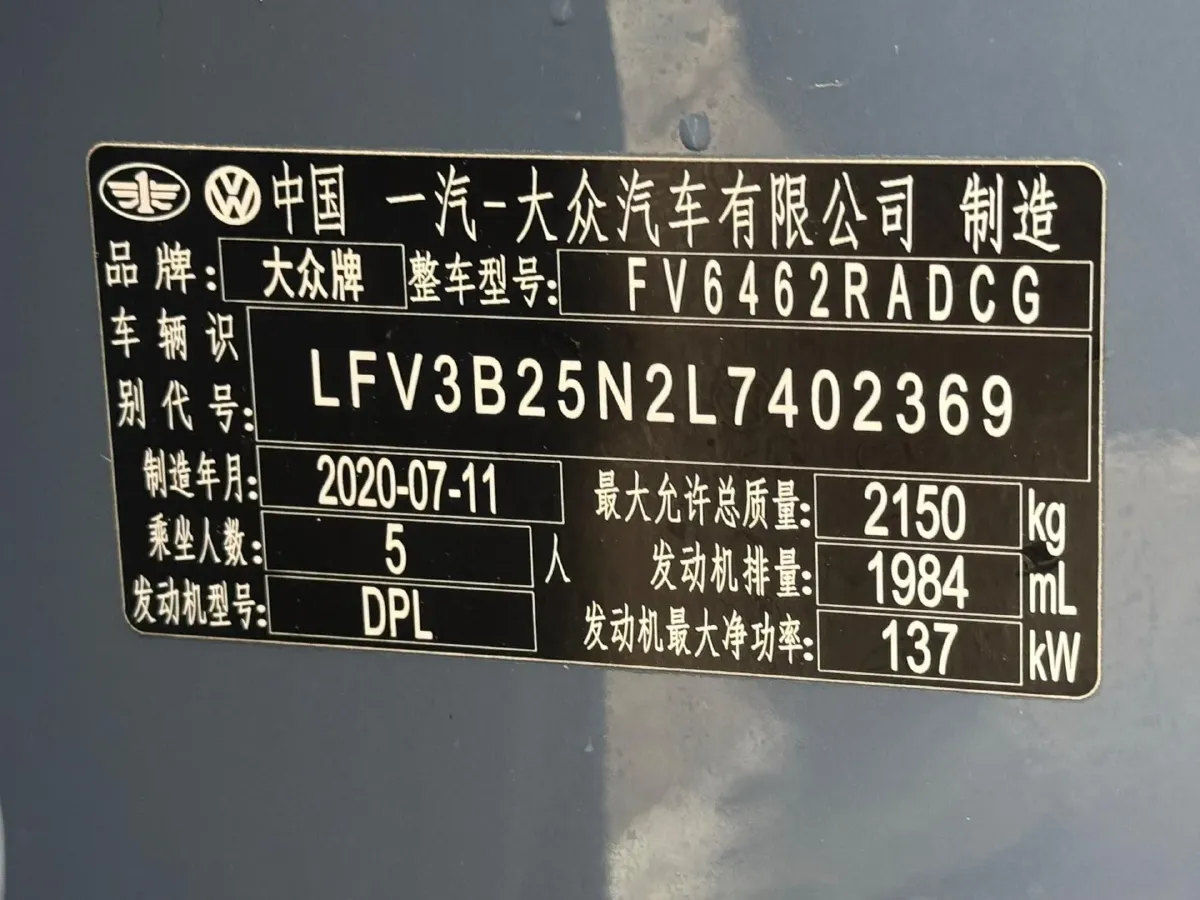 中国 一汽-大众汽车有限公司 制造
品牌: 大众牌 整车型号: FV6462RADCG
车辆识别代号: LFV3B25N2L7402369
制造年月: 2020-07-11 最大允许总质量: 2150 kg
乘坐人数: 5 人 发动机排量: 1984 mL
发动机型号: DPL 发动机最大净功率: 137 kW